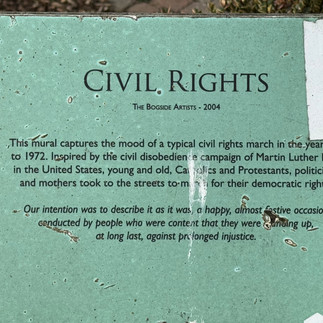 CIVIL RIGHTS
THE BOGSIDE ARTISTS - 2004
This mural captures the mood of a typical civil rights march in the year
to 1972. Inspired by the civil disobedience campaign of Martin Luther
in the United States, young and old, Catholics and Protestants,
and mothers took to the streets to march for their democratic
Our intention was to describe it as it was, a happy, almost festive
conducted by people who were content that they were standing up,
at long last, against prolonged injustice.